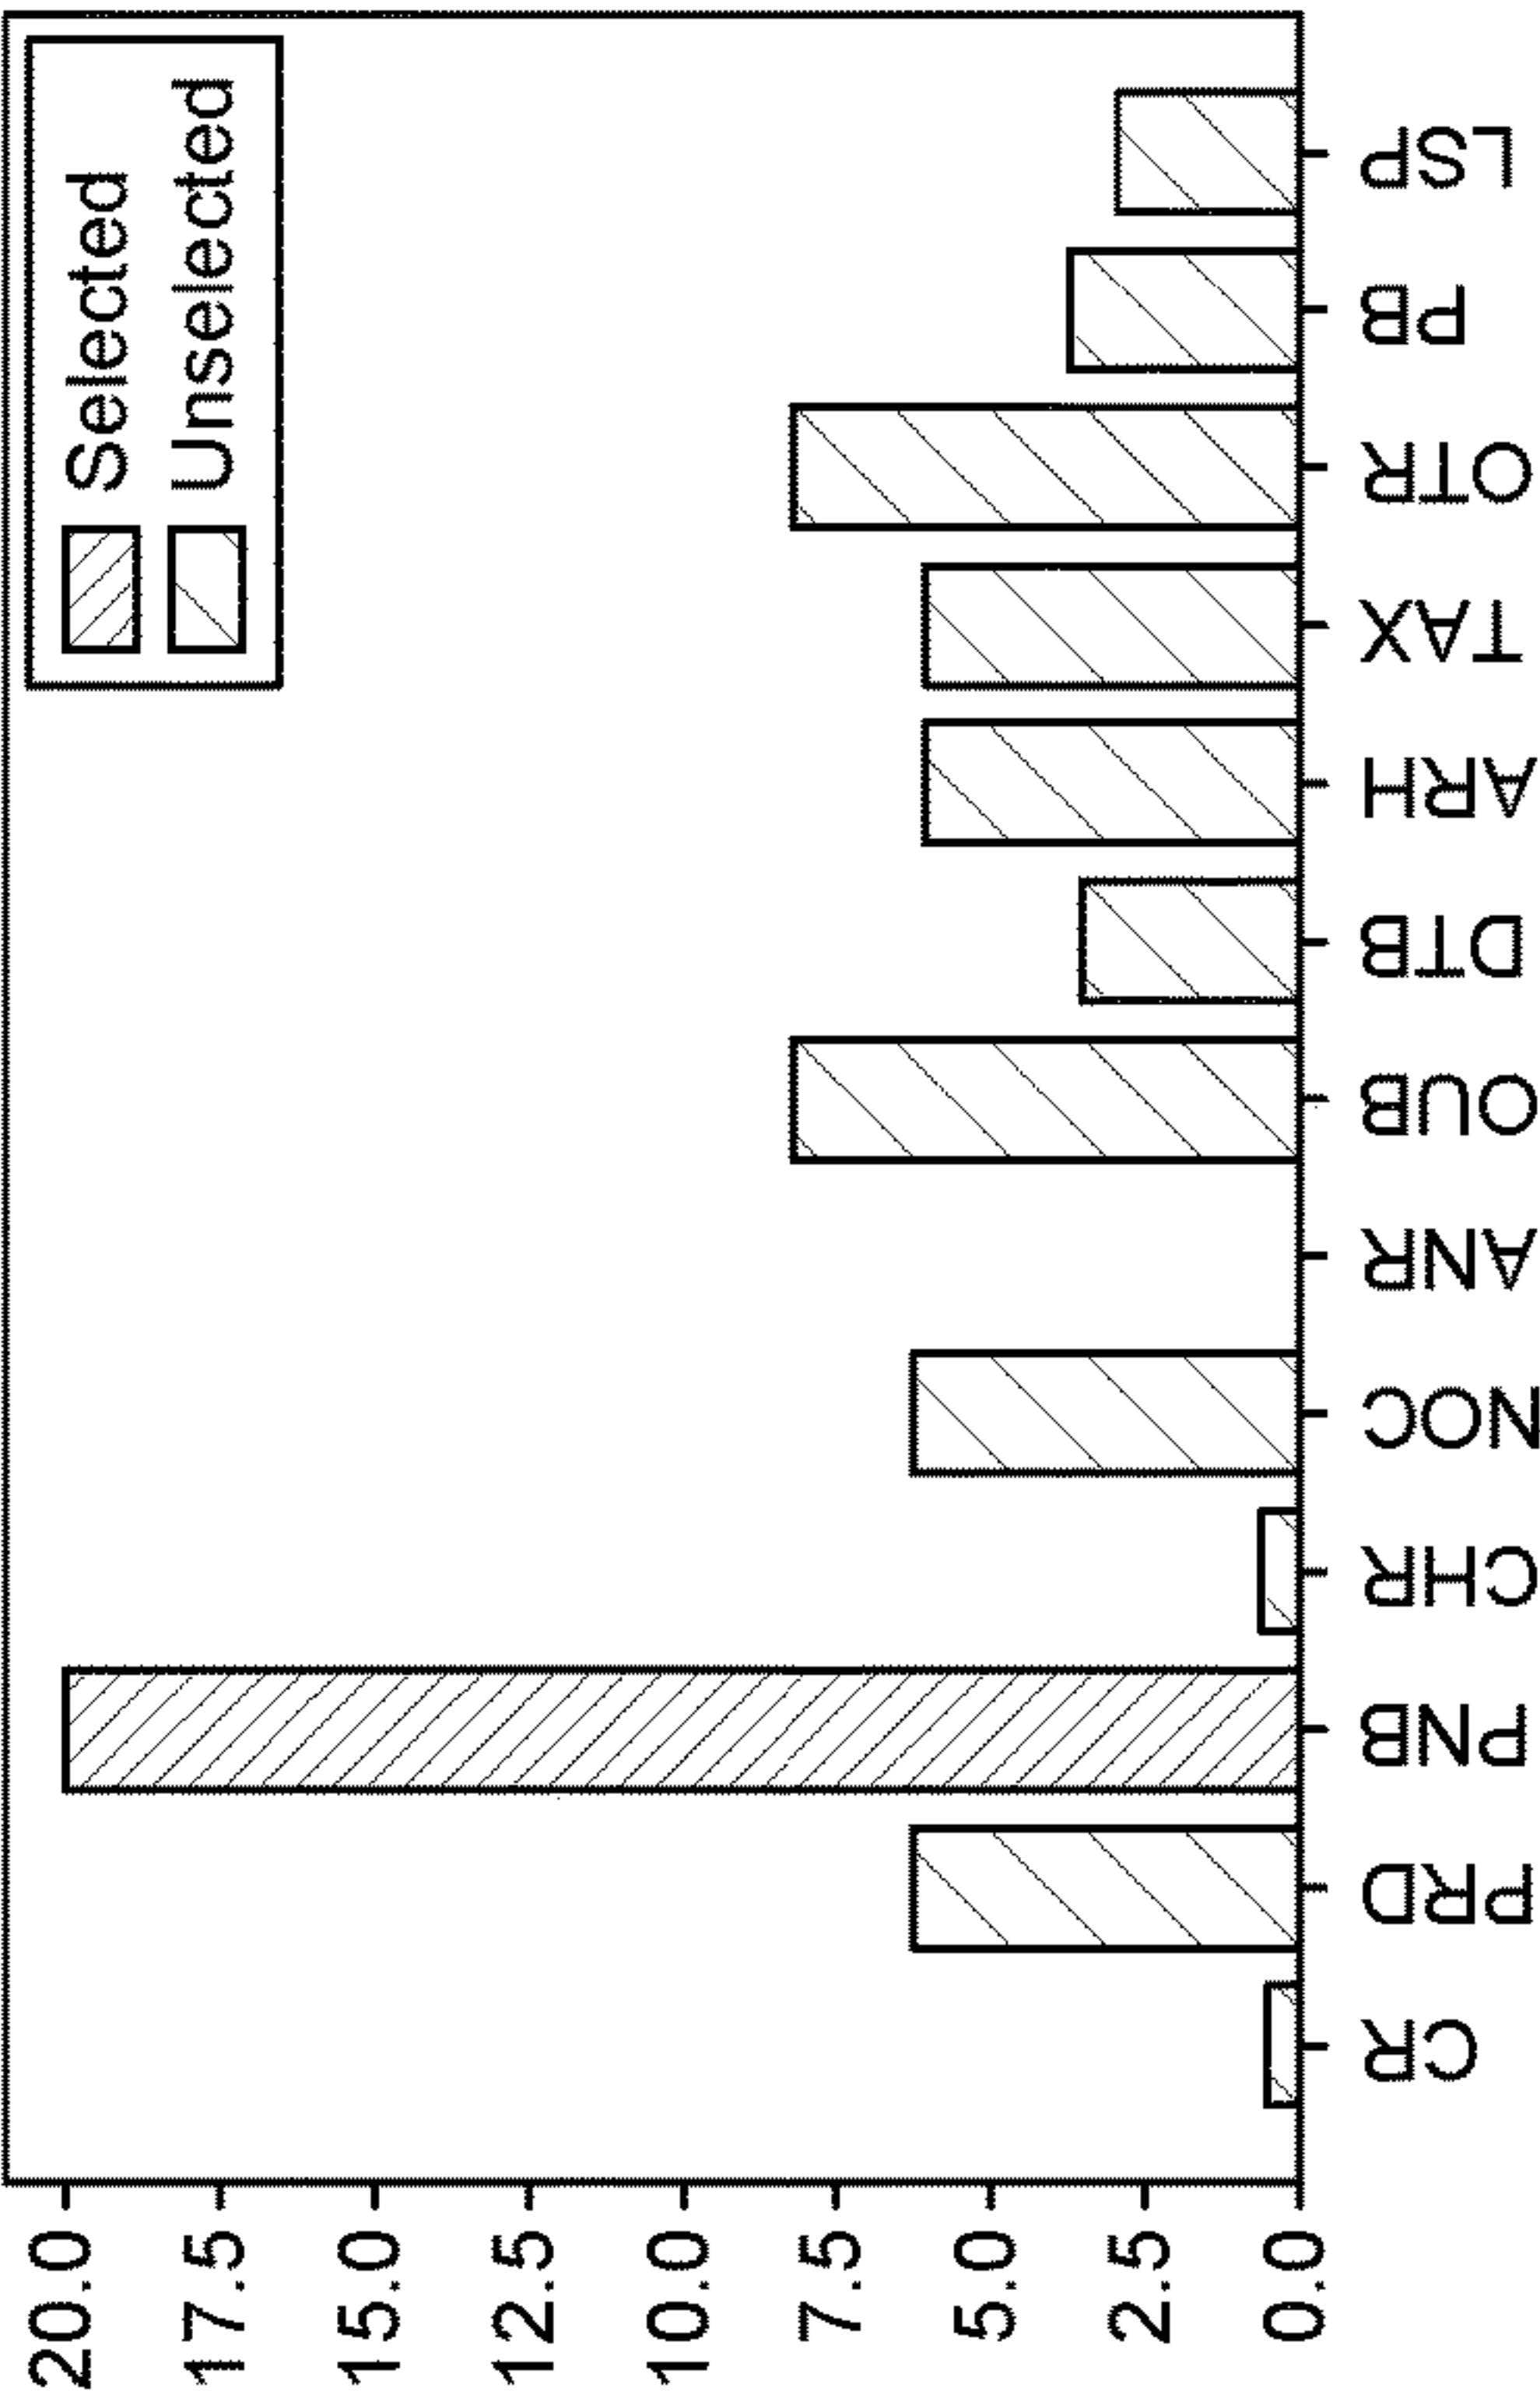 Selected
Unselected
20.0
17.5
15.0
12.5
10.0
7.5
5.0
2.5
0.0
CR
PRD
PNB
CHR
NOC
ANR
OUB
DTB
ARH
TAX
OTR
PB
LSP